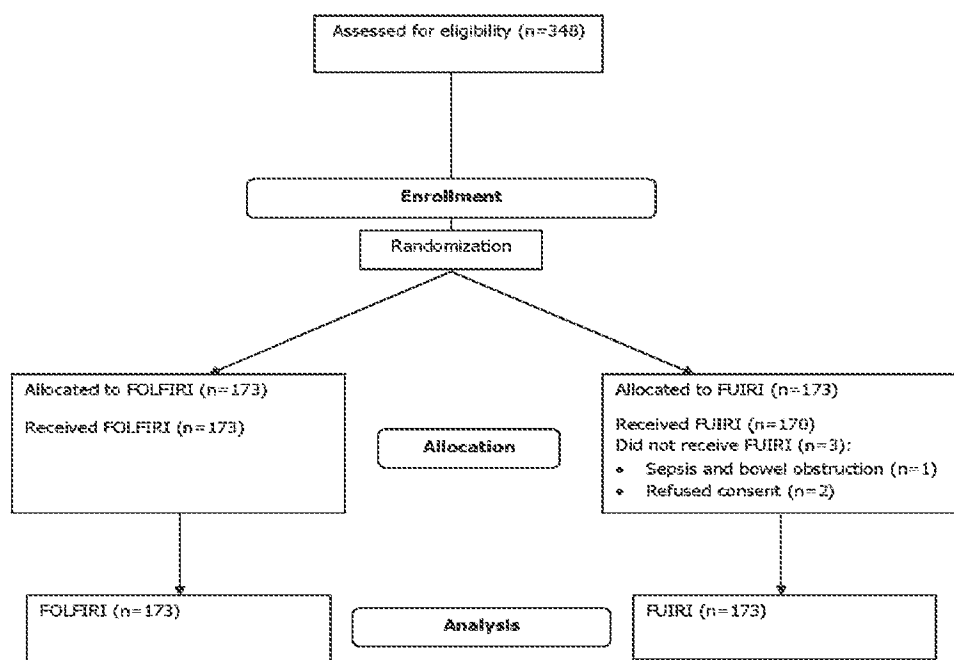 Assessed for eligibility (n=348)
Enrollment
Randomization
Allocated to FOLFIRI (n=173)
Received FOLFIRI (n=173)
Allocation
Allocated to FUIRI (n=173)
Received FUIRI (n=170)
Did not receive FUIRI (n=3):
• Sepsis and bowel obstruction (n=1)
• Refused consent (n=2)
FOLFIRI (n=173)
Analysis
FUIRI (n=173)